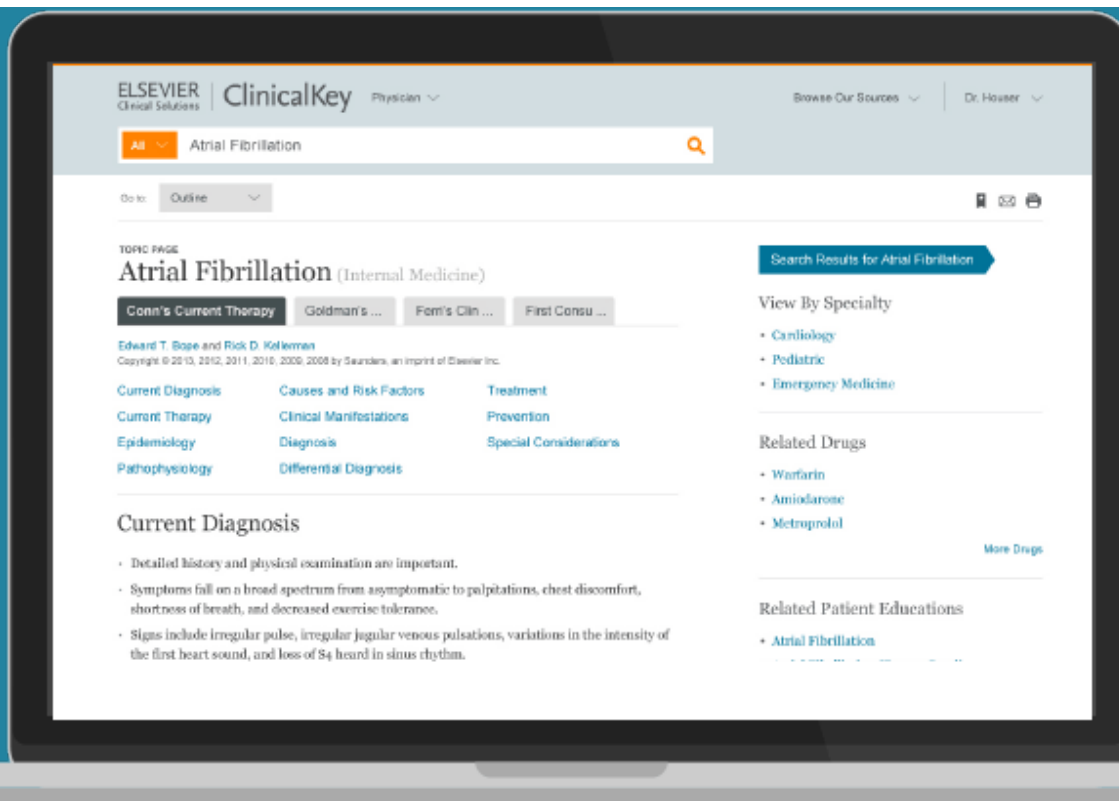 ELSEVIER
Clinical Solutions
ClinicalKey
Physician
Browse Our Sources
Dr. Houser
All
Atrial Fibrillation
Go to:
Outline
TOPIC PAGE
Atrial Fibrillation (Internal Medicine)
Conn's Current Therapy
Goldman's ...
Ferri's Clin ...
First Consu ...
Edward T. Bope and Rick D. Kellerman
Copyright © 2013, 2012, 2011, 2010, 2009, 2008 by Saunders, an imprint of Elsevier Inc.
Current Diagnosis
Causes and Risk Factors
Treatment
Current Therapy
Clinical Manifestations
Prevention
Epidemiology
Diagnosis
Special Considerations
Pathophysiology
Differential Diagnosis
Current Diagnosis
• Detailed history and physical examination are important.
• Symptoms fall on a broad spectrum from asymptomatic to palpitations, chest discomfort,
shortness of breath, and decreased exercise tolerance.
• Signs include irregular pulse, irregular jugular venous pulsations, variations in the intensity of
the first heart sound, and loss of S4 heard in sinus rhythm.
Search Results for Atrial Fibrillation
View By Specialty
• Cardiology
• Pediatric
• Emergency Medicine
Related Drugs
• Warfarin
• Amiodarone
• Metroprolol
More Drugs
Related Patient Educations
• Atrial Fibrillation